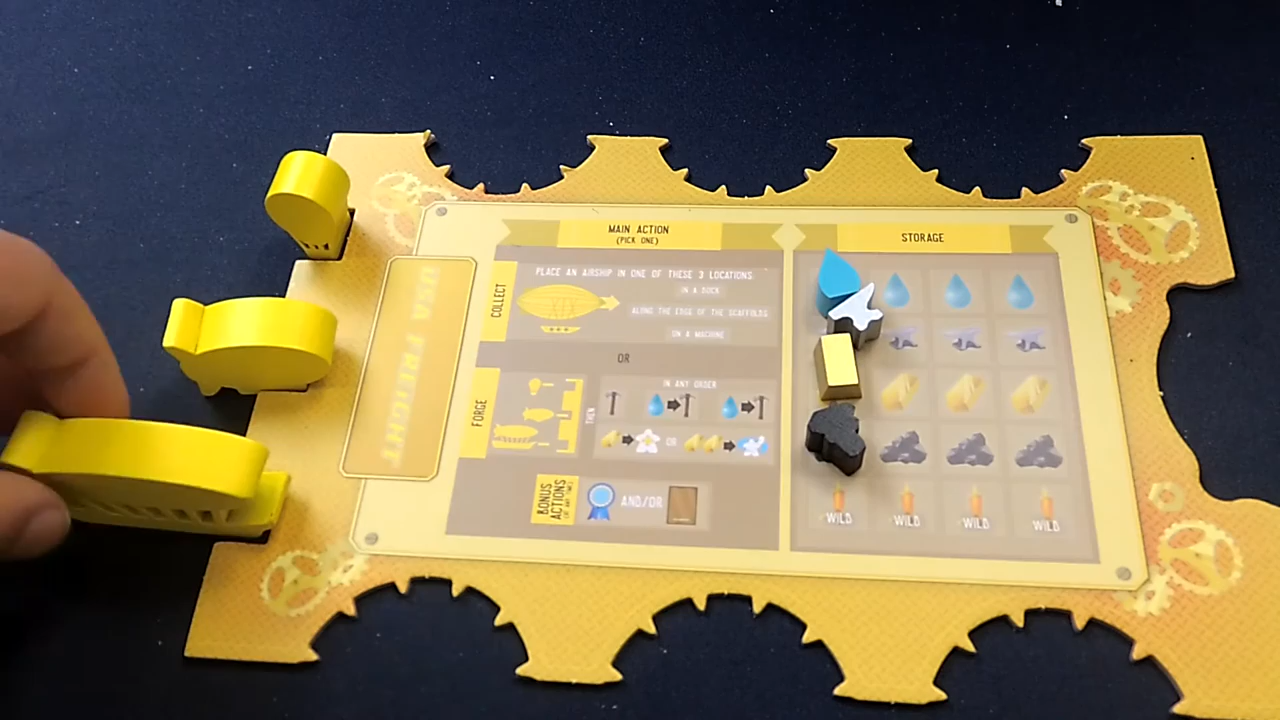 MAIN ACTION
(PICK ONE)
STORAGE
COLLECT
PLACE AN AIRSHIP IN ONE OF THESE 3 LOCATIONS:
IN A DOCK
ALONG THE EDGE OF THE SCAFFOLDS
ON A MACHINE
OR
FORGE
THEN
IN ANY ORDER
OR
BONUS
ACTIONS
AND/OR
WILD
WILD
WILD
WILD
FREIGHT